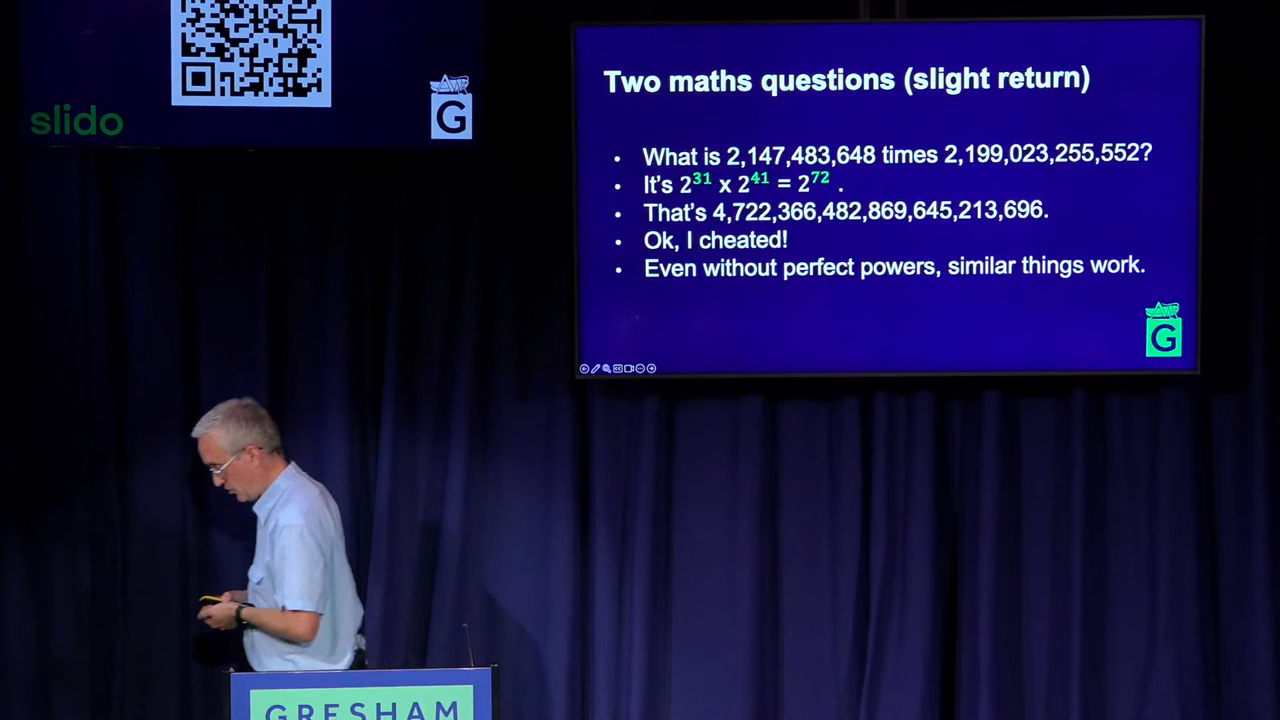 slido
G
Two maths questions (slight return)
• What is 2,147,483,648 times 2,199,023,255,552?
• It's 2³¹ x 2⁴¹ = 2⁷² .
• That's 4,722,366,482,869,645,213,696.
• Ok, I cheated!
• Even without perfect powers, similar things work.
G
GRESHAM